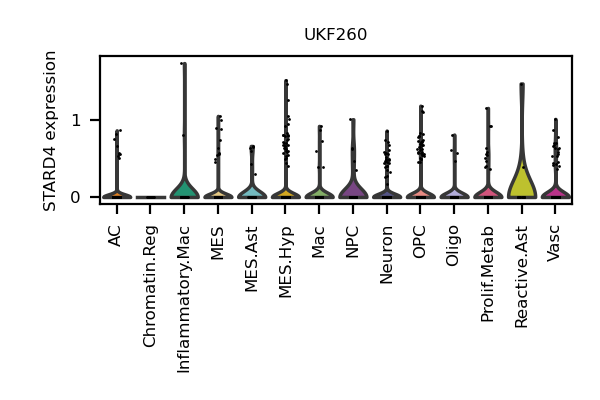 UKF260
STARD4 expression
1
0
AC
Chromatin.Reg
Inflammatory.Mac
MES
MES.Ast
MES.Hyp
Mac
NPC
Neuron
OPC
Oligo
Prolif.Metab
Reactive.Ast
Vasc